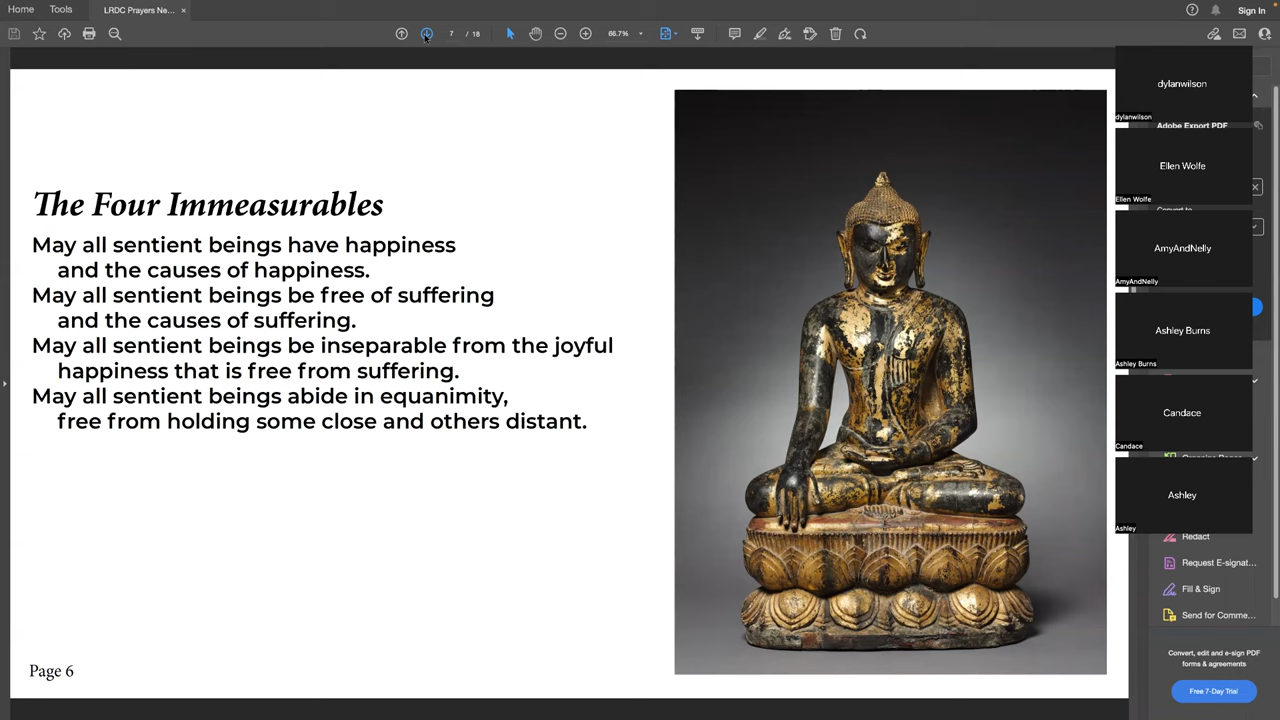 Home
Tools
LRDC Prayers Ne...
Sign In
7 / 18
66.7%
The Four Immeasurables
May all sentient beings have happiness
and the causes of happiness.
May all sentient beings be free of suffering
and the causes of suffering.
May all sentient beings be inseparable from the joyful
happiness that is free from suffering.
May all sentient beings abide in equanimity,
free from holding some close and others distant.
Page 6
dylanwilson
dylanwilson
Adobe Export PDF
Ellen Wolfe
Ellen Wolfe
AmyAndNelly
AmyAndNelly
Ashley Burns
Ashley Burns
Candace
Candace
Ashley
Ashley
Redact
Request E-signat...
Fill & Sign
Send for Comme...
Convert, edit and e-sign PDF
forms & agreements
Free 7-Day Trial